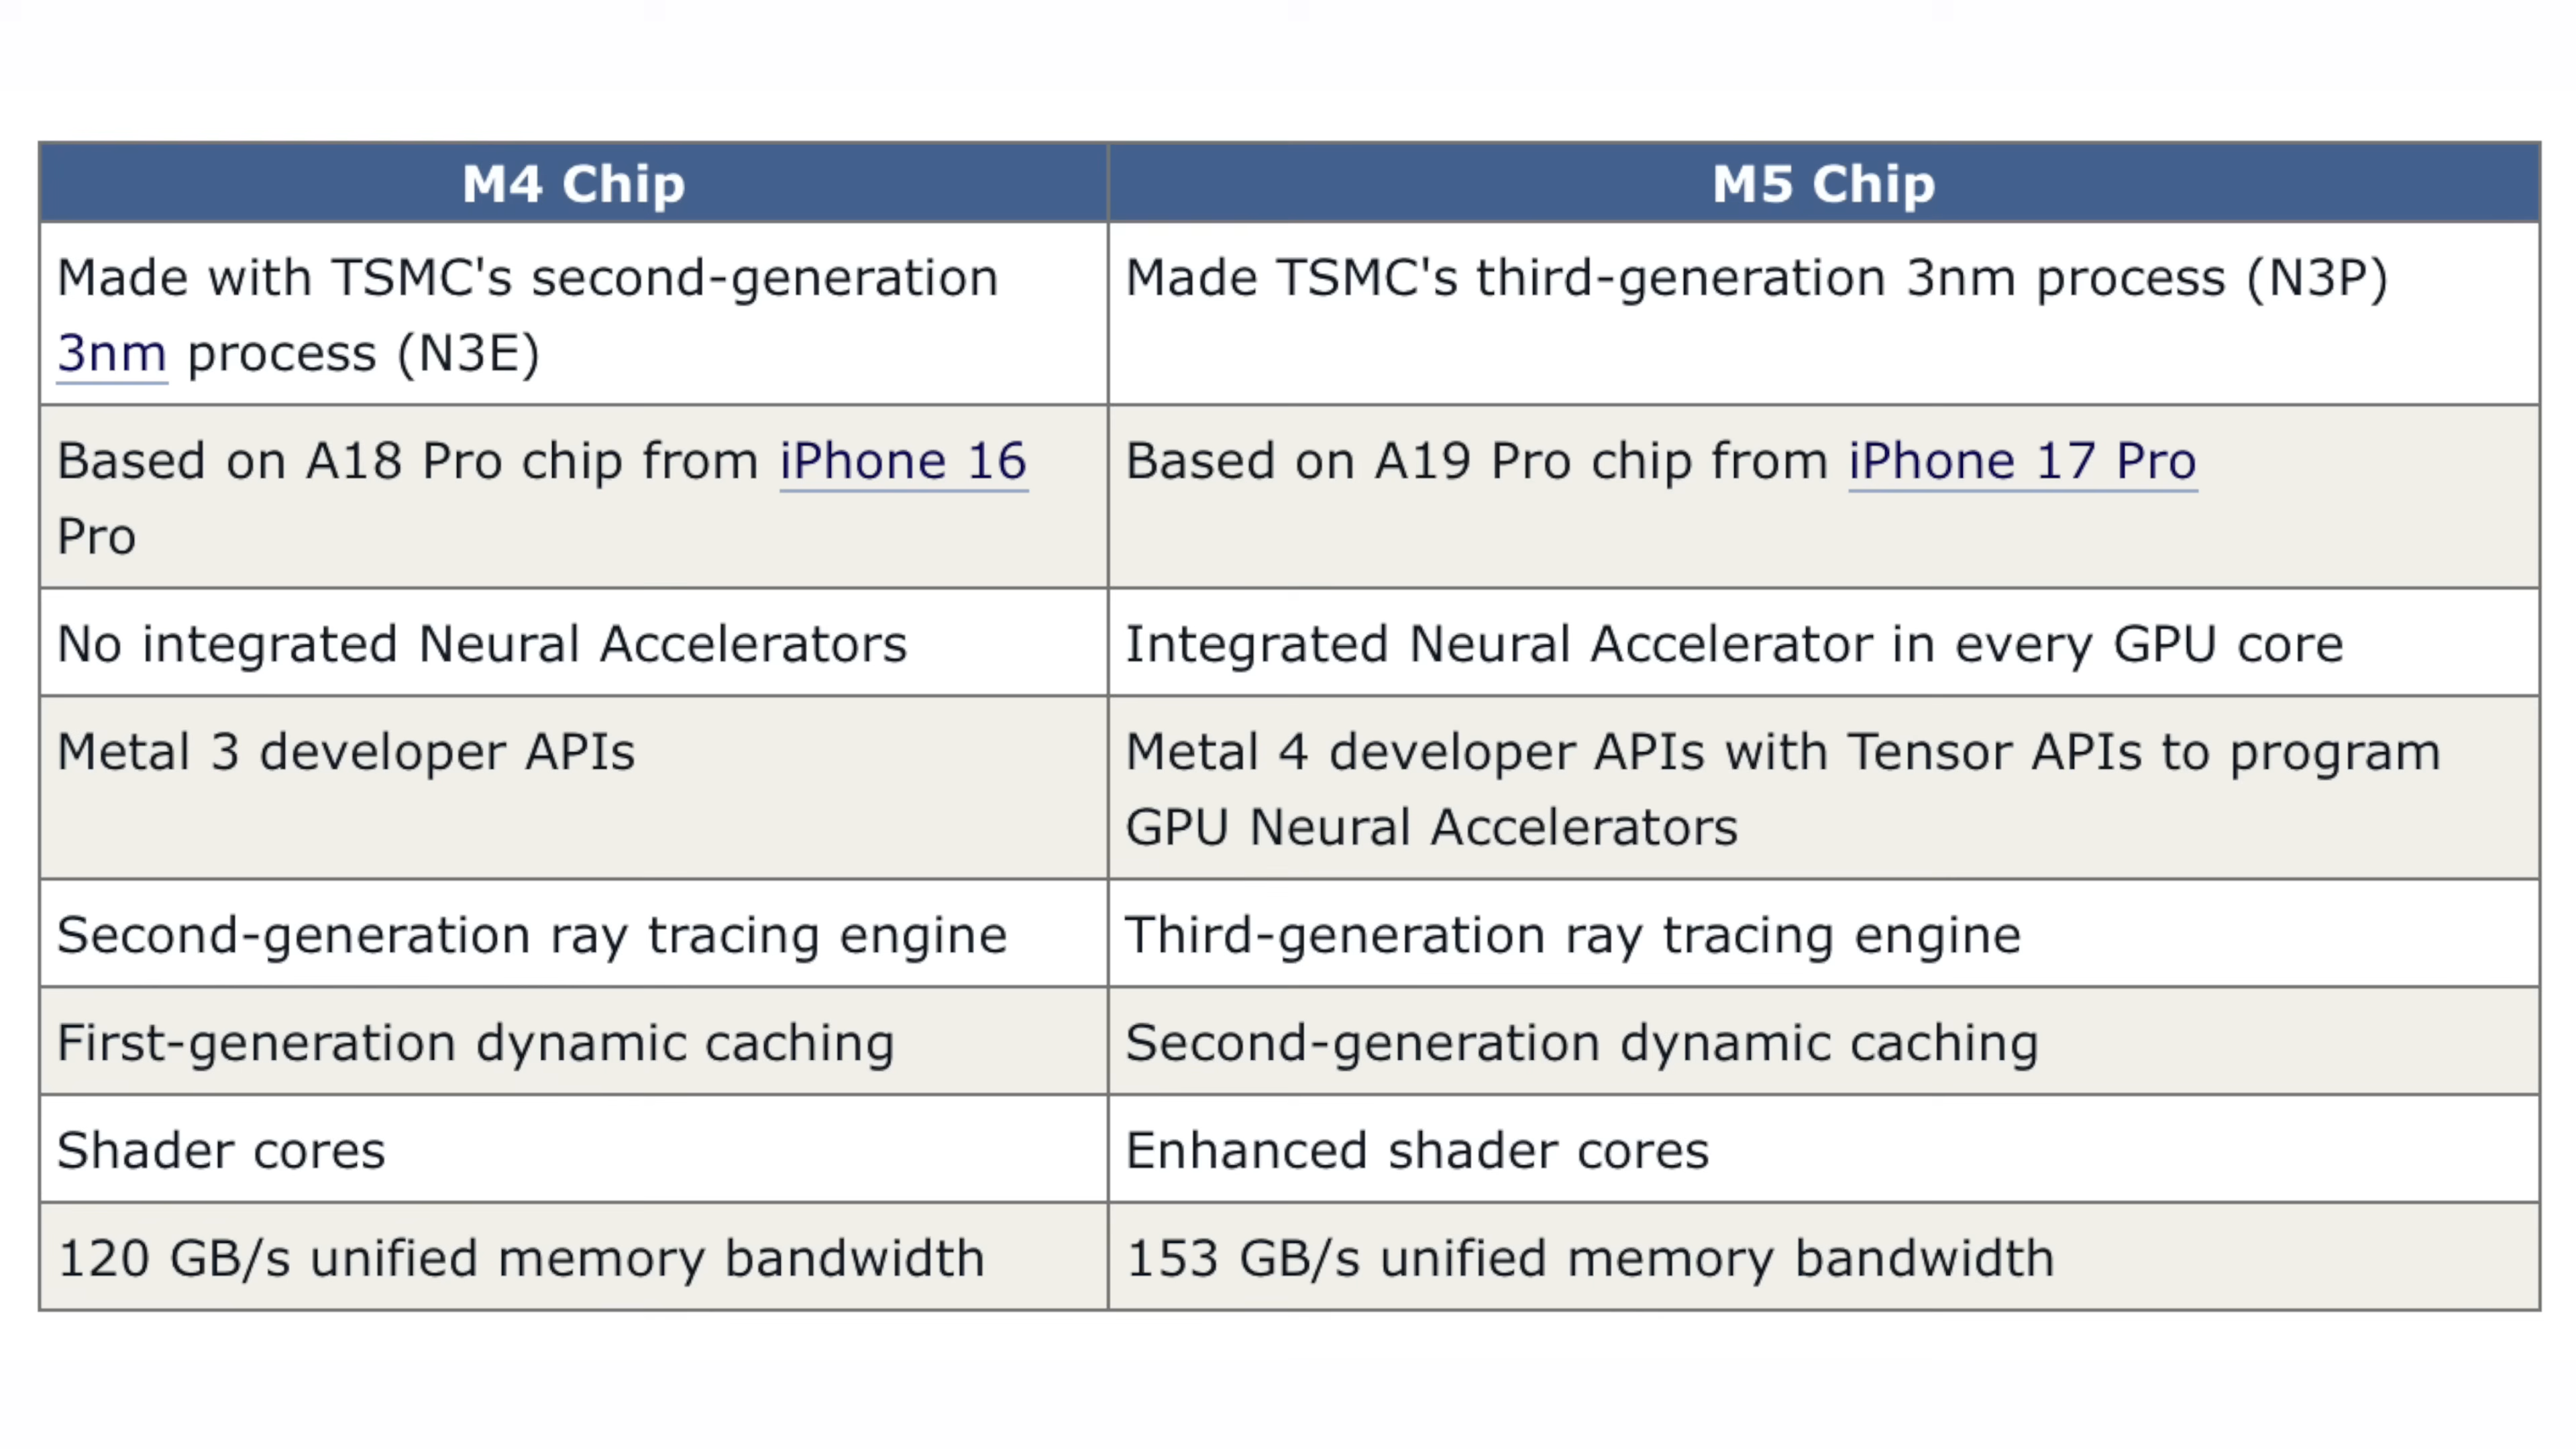 M4 Chip
M5 Chip
Made with TSMC's second-generation
3nm process (N3E)
Made TSMC's third-generation 3nm process (N3P)
Based on A18 Pro chip from iPhone 16
Pro
Based on A19 Pro chip from iPhone 17 Pro
No integrated Neural Accelerators
Integrated Neural Accelerator in every GPU core
Metal 3 developer APIs
Metal 4 developer APIs with Tensor APIs to program
GPU Neural Accelerators
Second-generation ray tracing engine
Third-generation ray tracing engine
First-generation dynamic caching
Second-generation dynamic caching
Shader cores
Enhanced shader cores
120 GB/s unified memory bandwidth
153 GB/s unified memory bandwidth